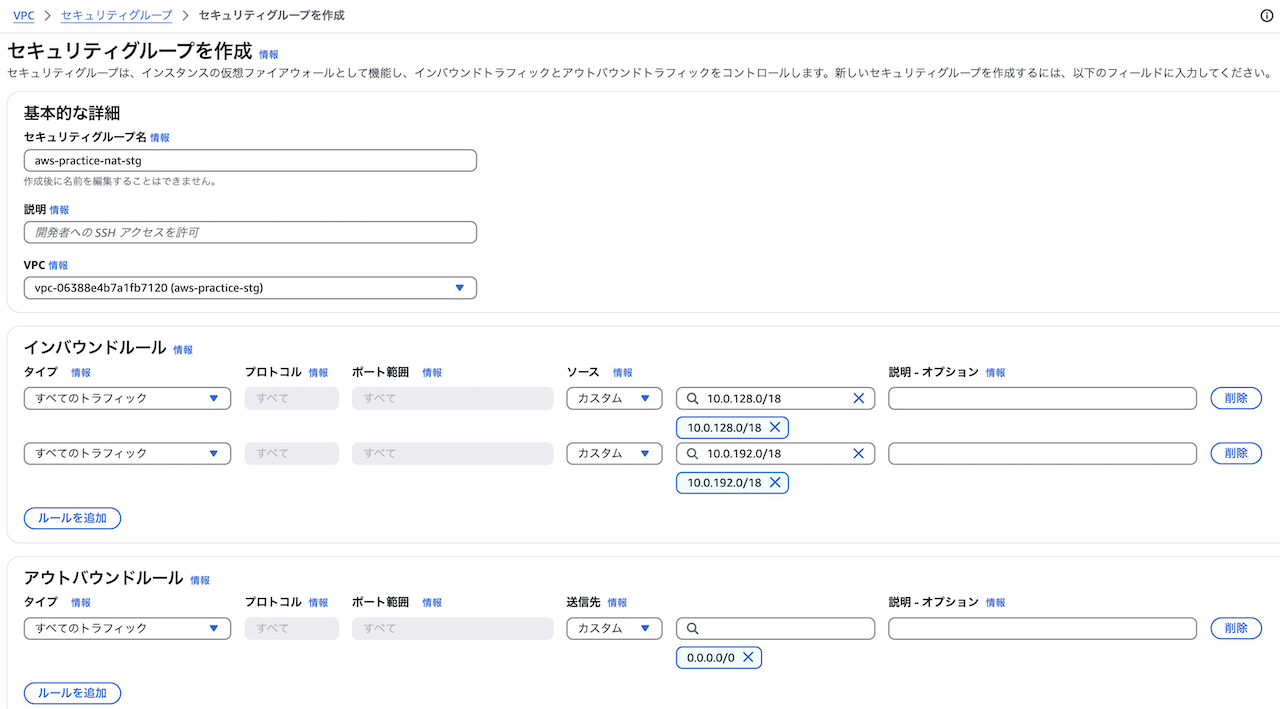 VPC > セキュリティグループ > セキュリティグループを作成
セキュリティグループを作成 情報
セキュリティグループは、インスタンスの仮想ファイアウォールとして機能し、インバウンドトラフィックとアウトバウンドトラフィックをコントロールします。新しいセキュリティグループを作成するには、以下のフィールドに入力してください。
基本的な詳細
セキュリティグループ名 情報
aws-practice-nat-stg
作成後に名前を編集することはできません。
説明 情報
開発者への SSH アクセスを許可
VPC 情報
vpc-06388e4b7a1fb7120 (aws-practice-stg)
インバウンドルール 情報
タイプ 情報 プロトコル 情報 ポート範囲 情報 ソース 情報 説明 - オプション 情報
すべてのトラフィック すべて すべて カスタム 10.0.128.0/18 削除
10.0.128.0/18
すべてのトラフィック すべて すべて カスタム 10.0.192.0/18 削除
10.0.192.0/18
ルールを追加
アウトバウンドルール 情報
タイプ 情報 プロトコル 情報 ポート範囲 情報 送信先 情報 説明 - オプション 情報
すべてのトラフィック すべて すべて カスタム 削除
0.0.0.0/0
ルールを追加